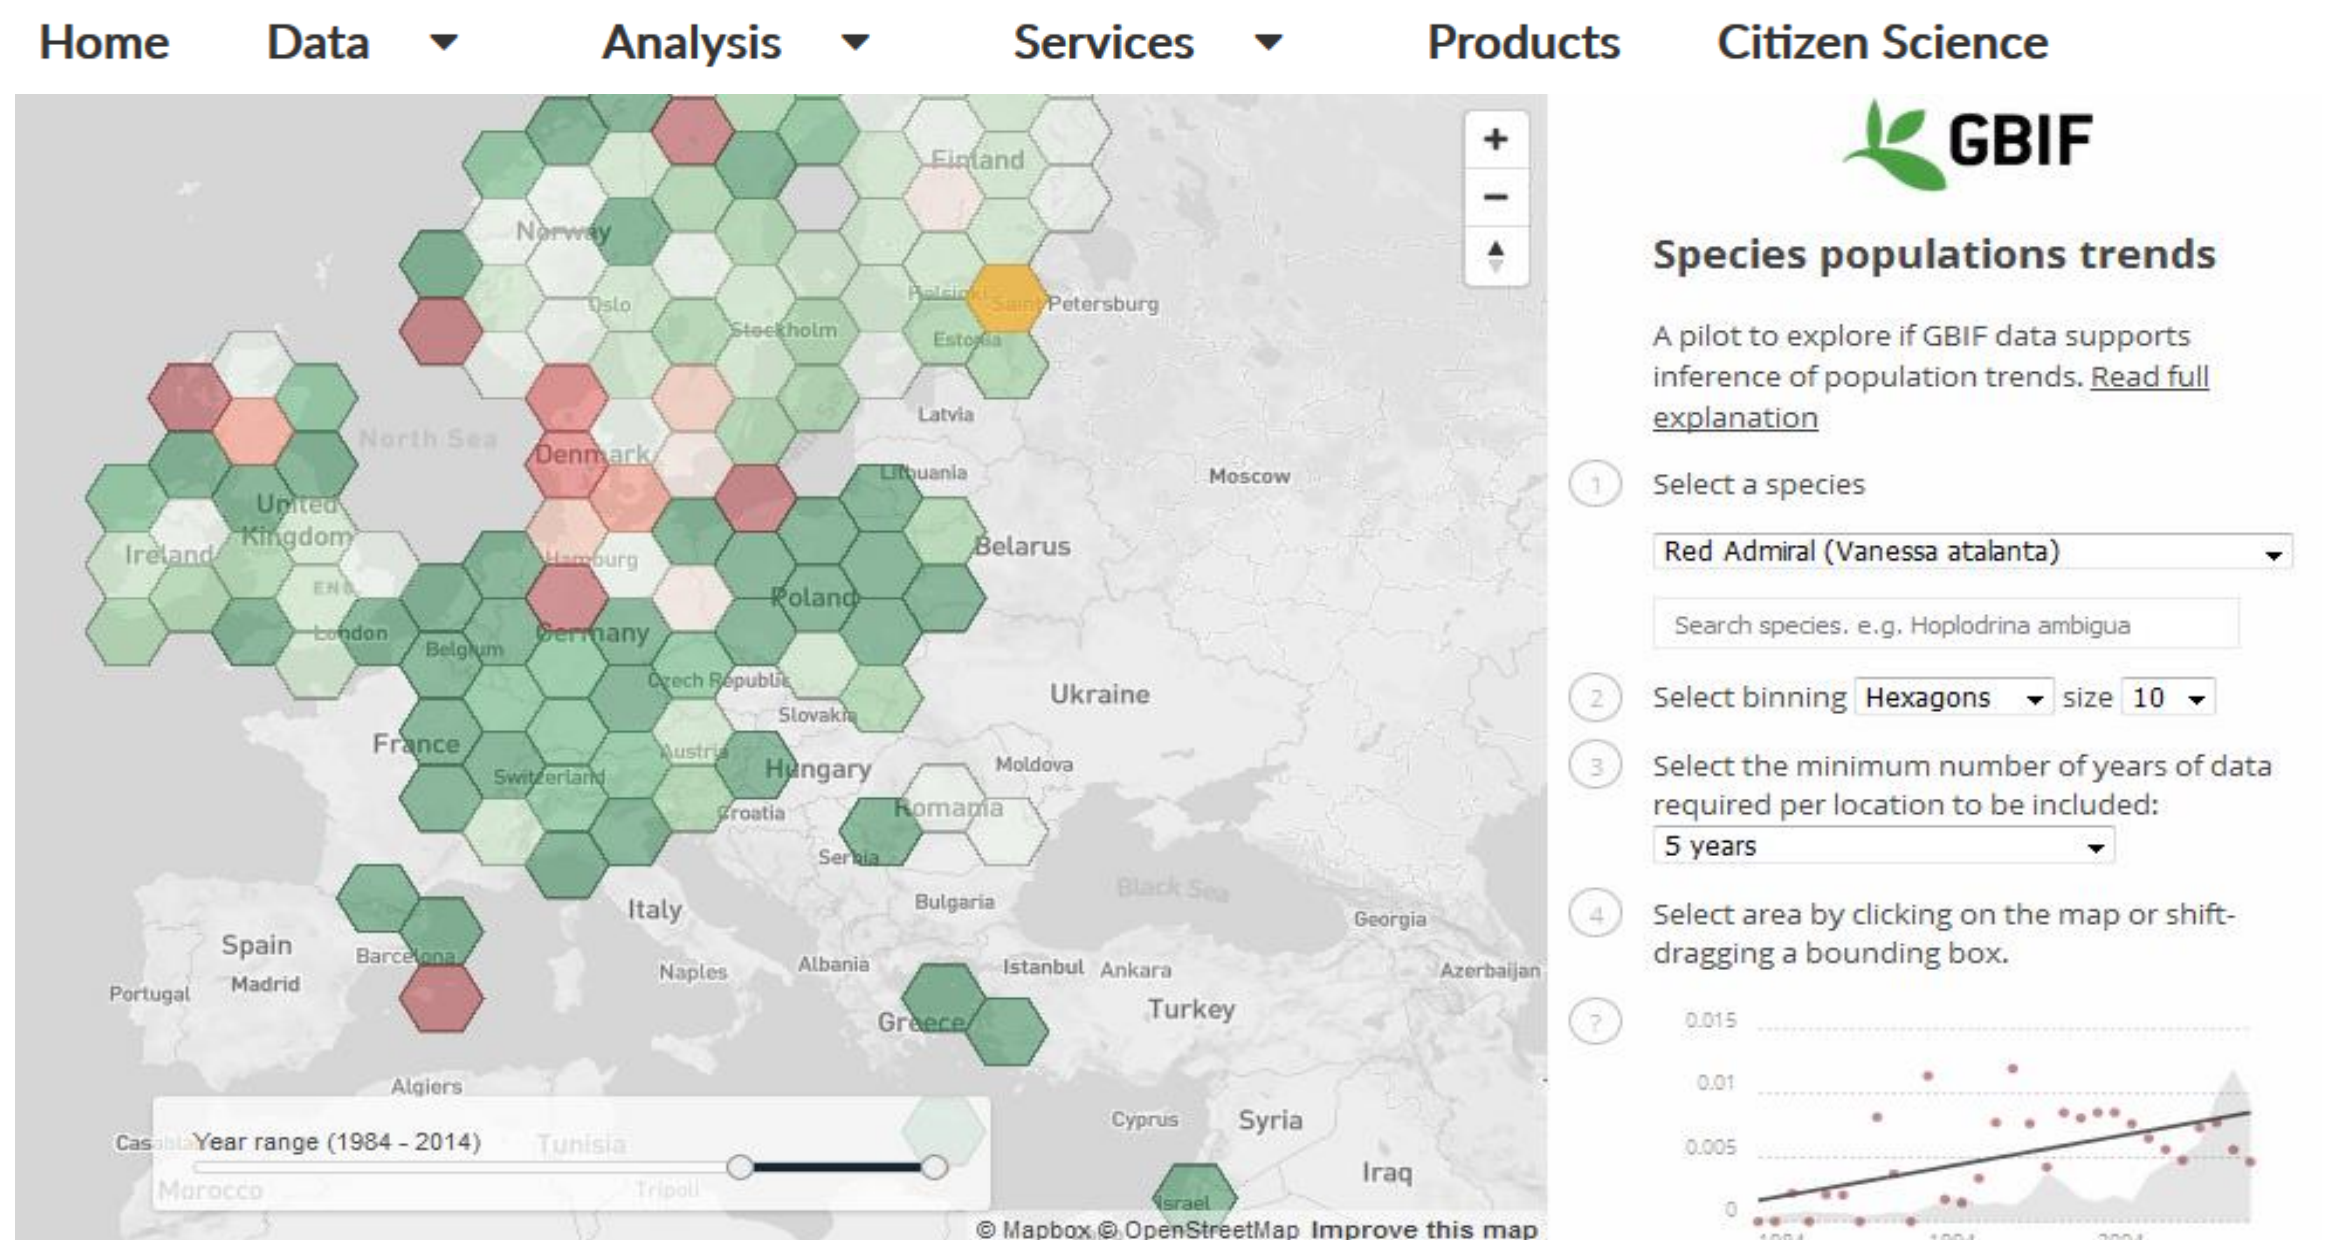 Home Data Analysis Services Products Citizen Science
Finland
Norway
Oslo
Helsinki
Saint Petersburg
Stockholm
Estonia
Latvia
North Sea
Denmark
Lithuania
Moscow
United
Kingdom
Ireland
Hamburg
Belarus
ENG.
Poland
London
Germany
Belgium
Czech Republic
Ukraine
Slovakia
France
Austria
Switzerland
Hungary
Moldova
Romania
Croatia
Serbia
Black Sea
Bulgaria
Italy
Georgia
Spain
Barcelona
Madrid
Naples
Albania
Istanbul
Ankara
Azerbaijan
Portugal
Turkey
Greece
Algiers
Cyprus
Syria
Year range (1984 - 2014)
Tunisia
Iraq
Morocco
Tripoli
Israel
© Mapbox © OpenStreetMap Improve this map
GBIF
Species populations trends
A pilot to explore if GBIF data supports
inference of population trends. Read full
explanation
1 Select a species
Red Admiral (Vanessa atalanta)
Search species. e.g. Hoplodrina ambigua
2 Select binning Hexagons size 10
3 Select the minimum number of years of data
required per location to be included:
5 years
4 Select area by clicking on the map or shift-
dragging a bounding box.
?
0.015
0.01
0.005
0
1984 1994 2004